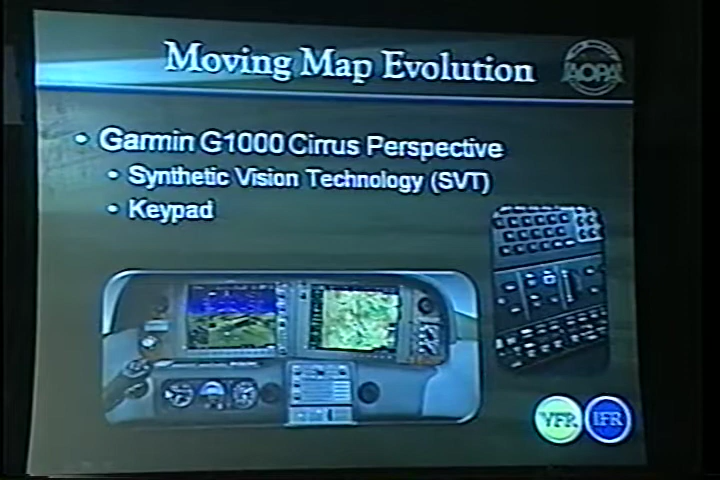 Moving Map Evolution
AOPA
• Garmin G1000 Cirrus Perspective
• Synthetic Vision Technology (SVT)
• Keypad
VFR IFR